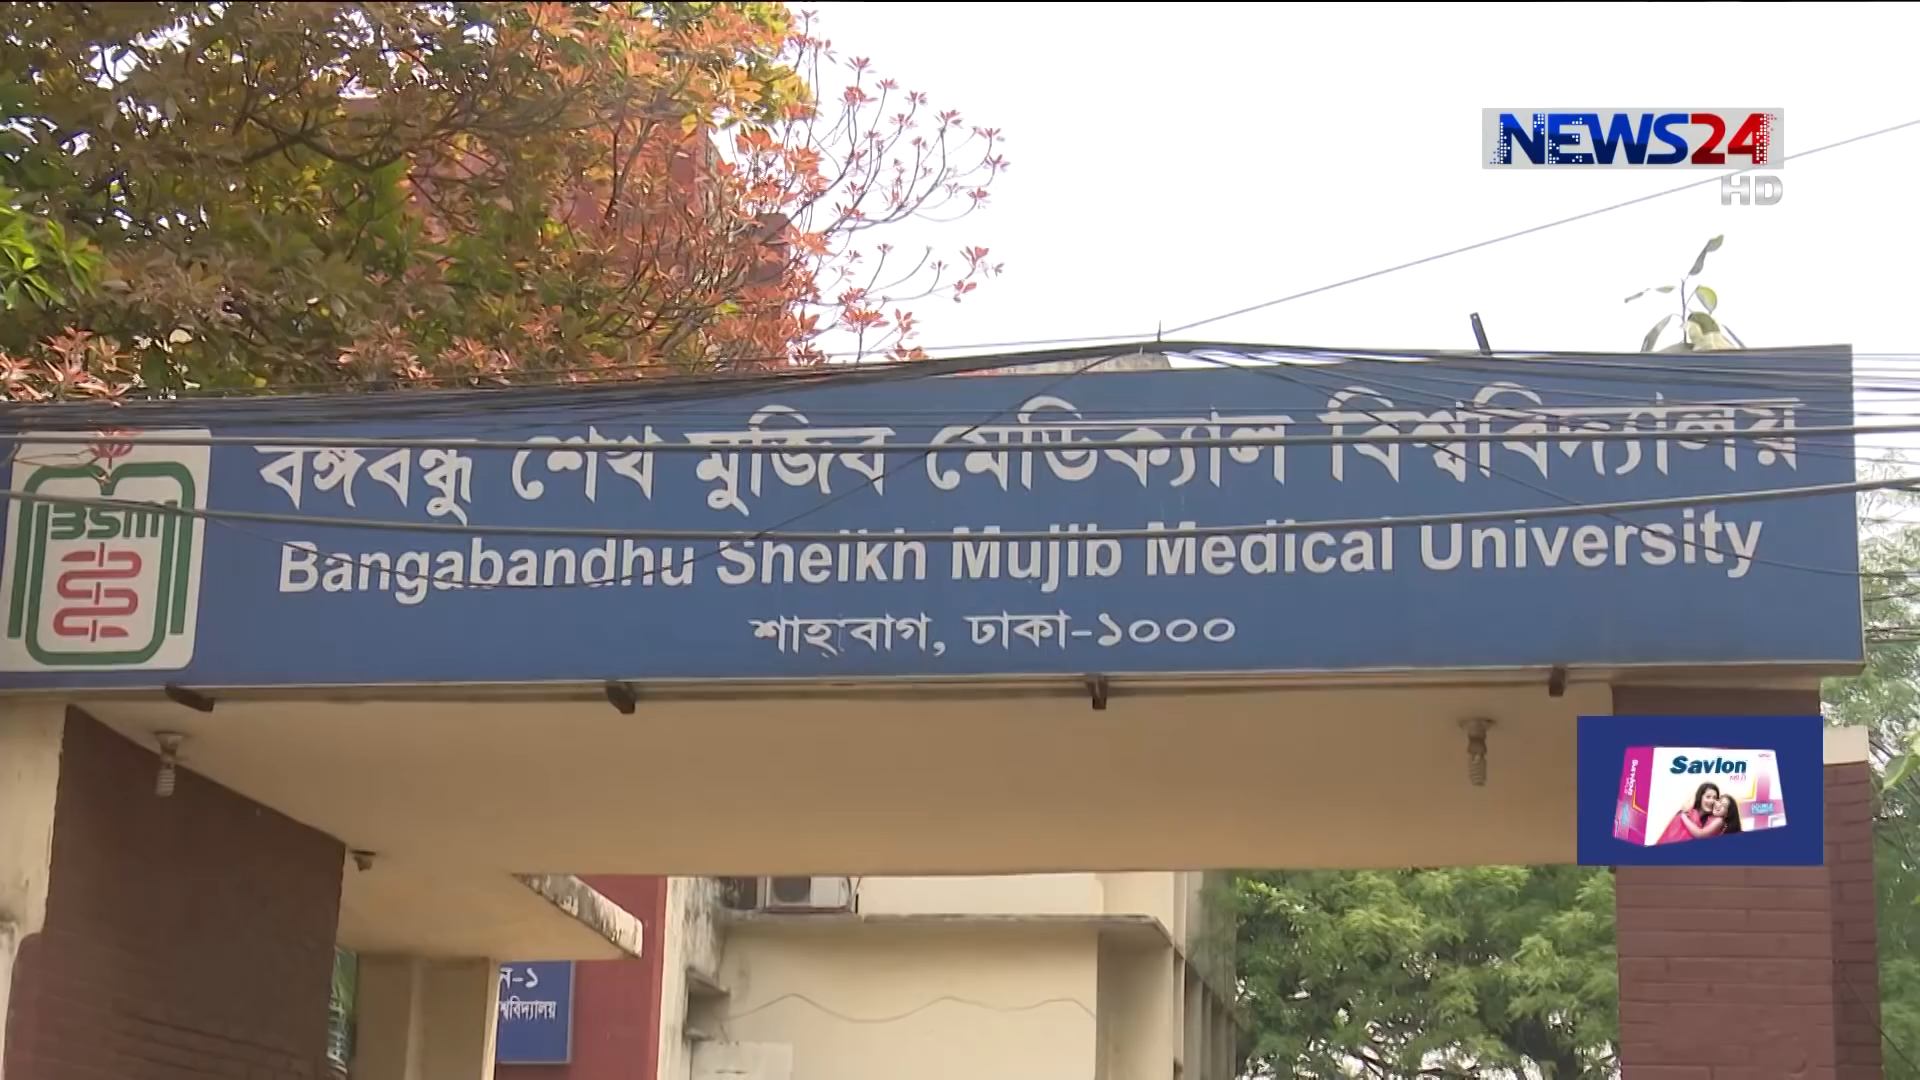 NEWS24
HD
বঙ্গবন্ধু শেখ মুজিব মেডিক্যাল বিশ্ববিদ্যালয়
BSM
Bangabandhu Sheikh Mujib Medical University
শাহবাগ, ঢাকা-১০০০
Savlon
ন-১
শ্ববিদ্যালয়